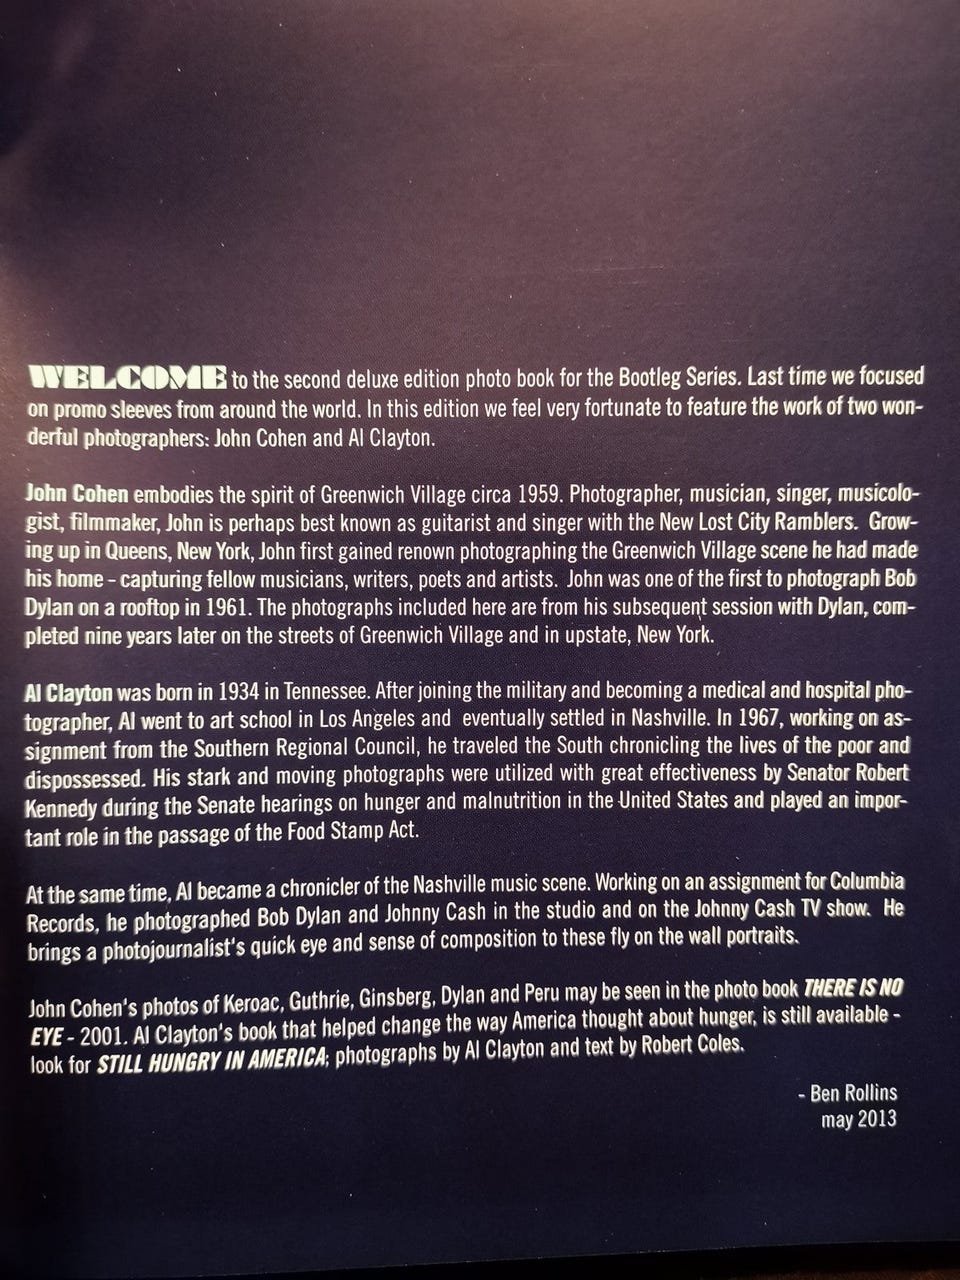 WELCOME to the second deluxe edition photo book for the Bootleg Series. Last time we focused
on promo sleeves from around the world. In this edition we feel very fortunate to feature the work of two won-
derful photographers: John Cohen and Al Clayton.
John Cohen embodies the spirit of Greenwich Village circa 1959. Photographer, musician, singer, musicolo-
gist, filmmaker, John is perhaps best known as guitarist and singer with the New Lost City Ramblers. Grow-
ing up in Queens, New York, John first gained renown photographing the Greenwich Village scene he had made
his home - capturing fellow musicians, writers, poets and artists. John was one of the first to photograph Bob
Dylan on a rooftop in 1961. The photographs included here are from his subsequent session with Dylan, com-
pleted nine years later on the streets of Greenwich Village and in upstate, New York.
Al Clayton was born in 1934 in Tennessee. After joining the military and becoming a medical and hospital pho-
tographer, Al went to art school in Los Angeles and eventually settled in Nashville. In 1967, working on as-
signment from the Southern Regional Council, he traveled the South chronicling the lives of the poor and
dispossessed. His stark and moving photographs were utilized with great effectiveness by Senator Robert
Kennedy during the Senate hearings on hunger and malnutrition in the United States and played an impor-
tant role in the passage of the Food Stamp Act.
At the same time, Al became a chronicler of the Nashville music scene. Working on an assignment for Columbia
Records, he photographed Bob Dylan and Johnny Cash in the studio and on the Johnny Cash TV show. He
brings a photojournalist's quick eye and sense of composition to these fly on the wall portraits.
John Cohen's photos of Keroac, Guthrie, Ginsberg, Dylan and Peru may be seen in the photo book THERE IS NO
EYE - 2001. Al Clayton's book that helped change the way America thought about hunger, is still available -
look for STILL HUNGRY IN AMERICA; photographs by Al Clayton and text by Robert Coles.
- Ben Rollins
may 2013